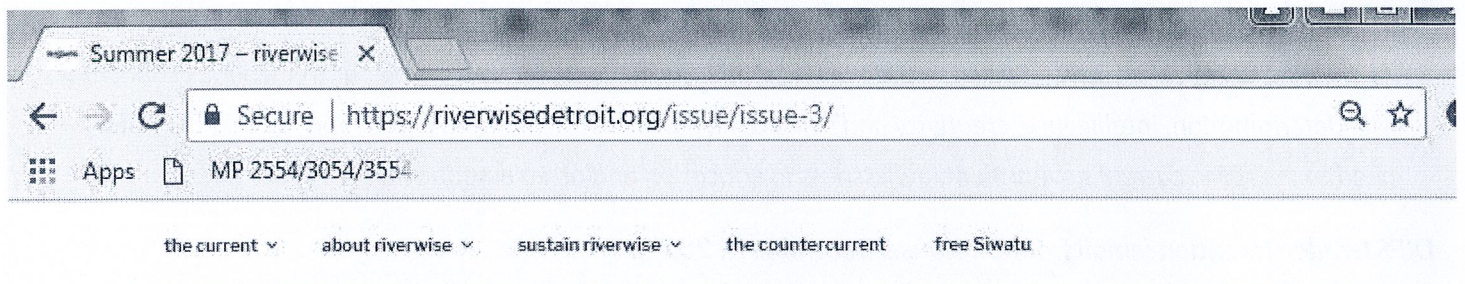 Summer 2017 – riverwise
Secure | https://riverwisedetroit.org/issue/issue-3/
Apps MP 2554/3054/3554
the current about riverwise sustain riverwise the countercurrent free Siwatu